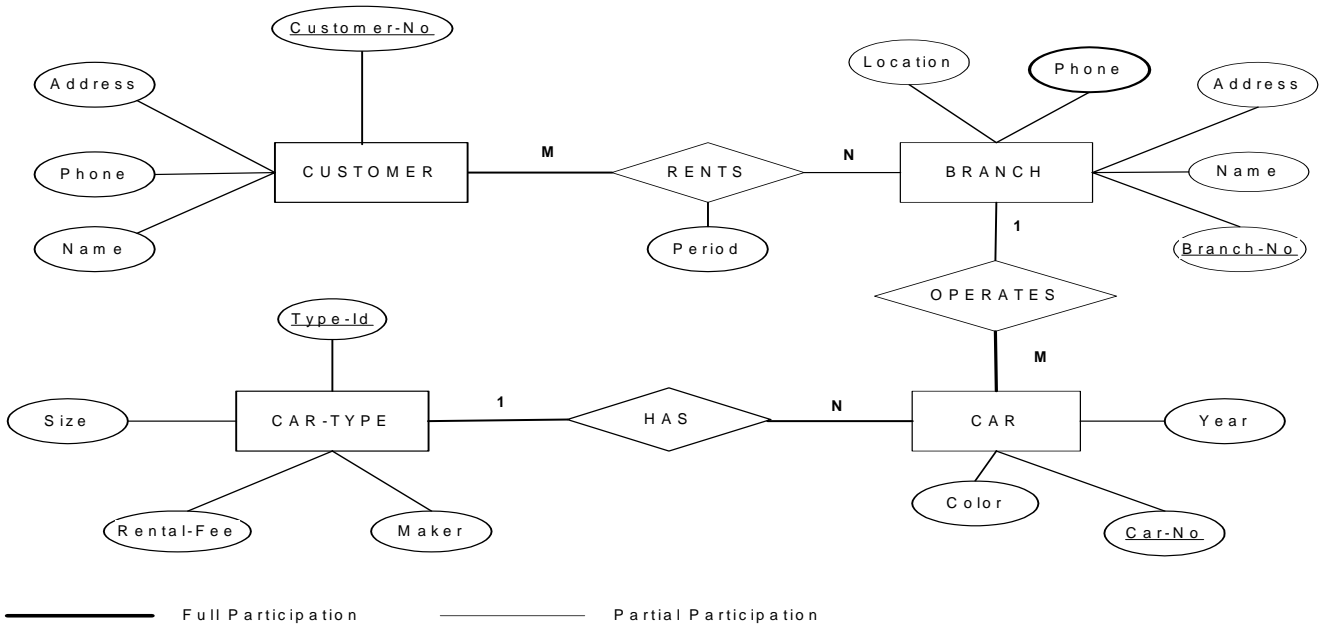 Customer-No
Location
Phone
Address
Address
CUSTOMER
M
RENTS
N
BRANCH
Phone
Name
Name
Period
1
Branch-No
OPERATES
Type-Id
M
Size
CAR-TYPE
1
HAS
N
CAR
Year
Color
Rental-Fee
Maker
Car-No
Full Participation
Partial Participation